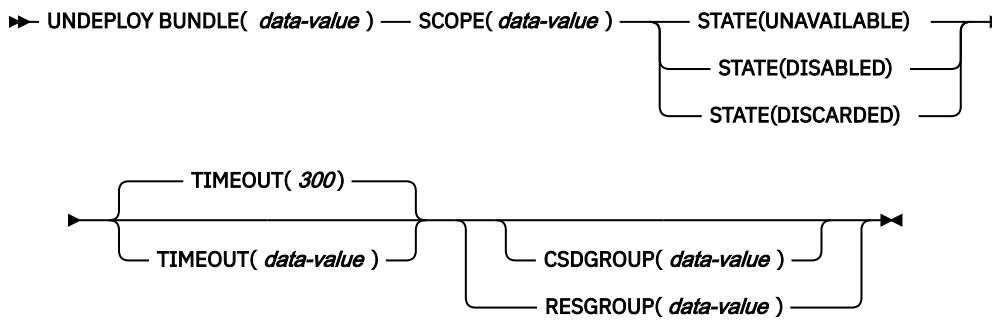 UNDEPLOY BUNDLE( data-value ) SCOPE( data-value ) STATE(UNAVAILABLE)
STATE(DISABLED)
STATE(DISCARDED)
TIMEOUT( 300)
TIMEOUT( data-value )
CSDGROUP( data-value )
RESGROUP( data-value )